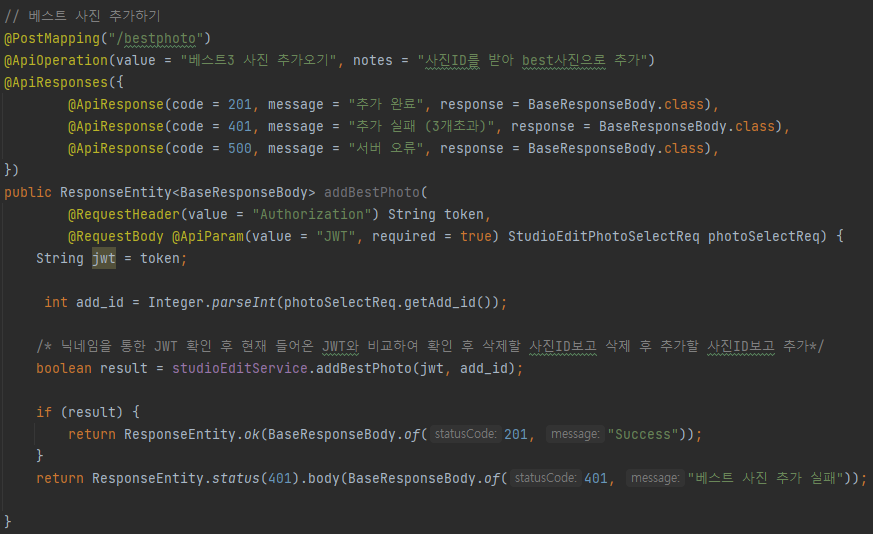 // 베스트 사진 추가하기
@PostMapping("/bestphoto")
@ApiOperation(value = "베스트3 사진 추가오기", notes = "사진ID를 받아 best사진으로 추가")
@ApiResponses({
        @ApiResponse(code = 201, message = "추가 완료", response = BaseResponseBody.class),
        @ApiResponse(code = 401, message = "추가 실패 (3개초과)", response = BaseResponseBody.class),
        @ApiResponse(code = 500, message = "서버 오류", response = BaseResponseBody.class),
})
public ResponseEntity<BaseResponseBody> addBestPhoto(
        @RequestHeader(value = "Authorization") String token,
        @RequestBody @ApiParam(value = "JWT", required = true) StudioEditPhotoSelectReq photoSelectReq) {
    String jwt = token;
     int add_id = Integer.parseInt(photoSelectReq.getAdd_id());
    /* 닉네임을 통한 JWT 확인 후 현재 들어온 JWT와 비교하여 확인 후 삭제할 사진ID보고 삭제 후 추가할 사진ID보고 추가*/
    boolean result = studioEditService.addBestPhoto(jwt, add_id);
    if (result) {
        return ResponseEntity.ok(BaseResponseBody.of( statusCode: 201, message: "Success"));
    }
    return ResponseEntity.status(401).body(BaseResponseBody.of( statusCode: 401, message: "베스트 사진 추가 실패"));
}